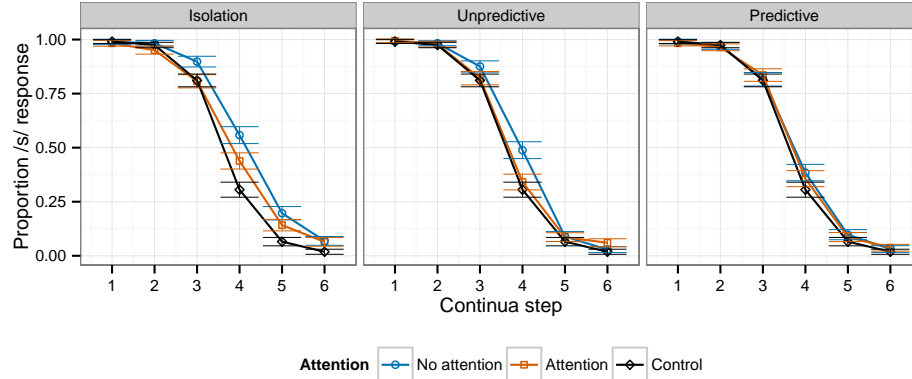 Isolation
Unpredictive
Predictive
Proportion /s/ response
1.00
0.75
0.50
0.25
0.00
1 2 3 4 5 6
1 2 3 4 5 6
1 2 3 4 5 6
Continua step
Attention No attention Attention Control